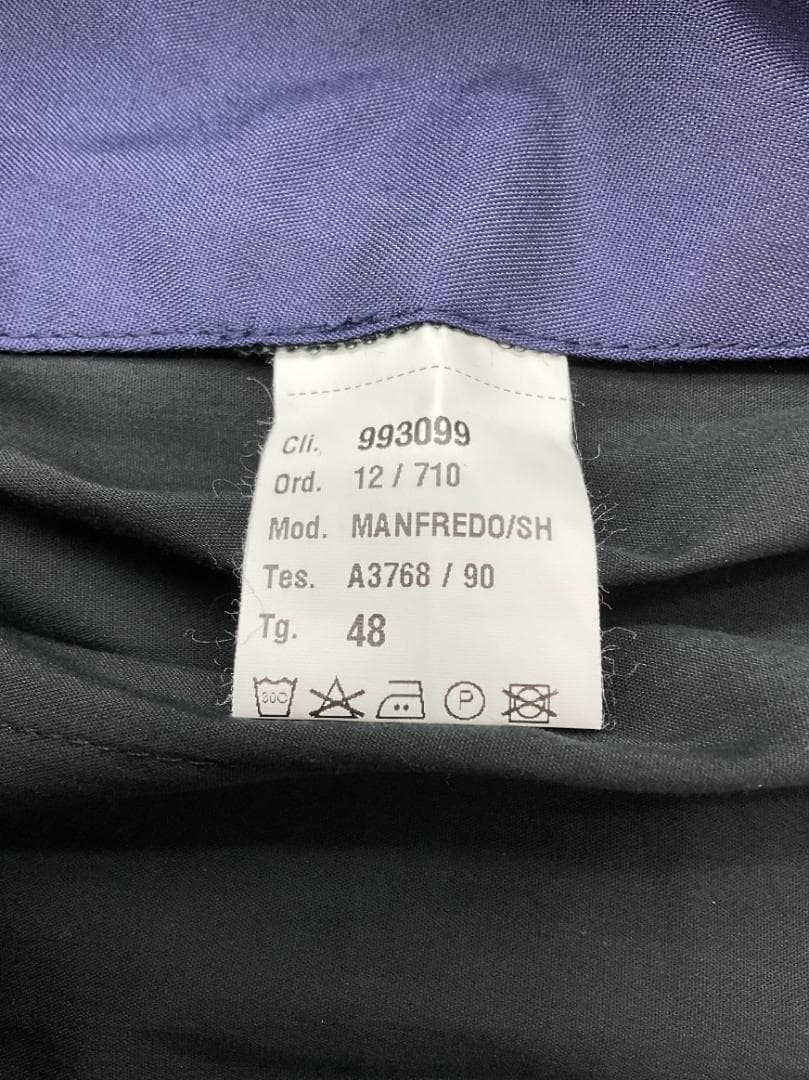 Cli. 993099
Ord. 12 / 710
Mod. MANFREDO/SH
Tes. A3768 / 90
Tg. 48
P